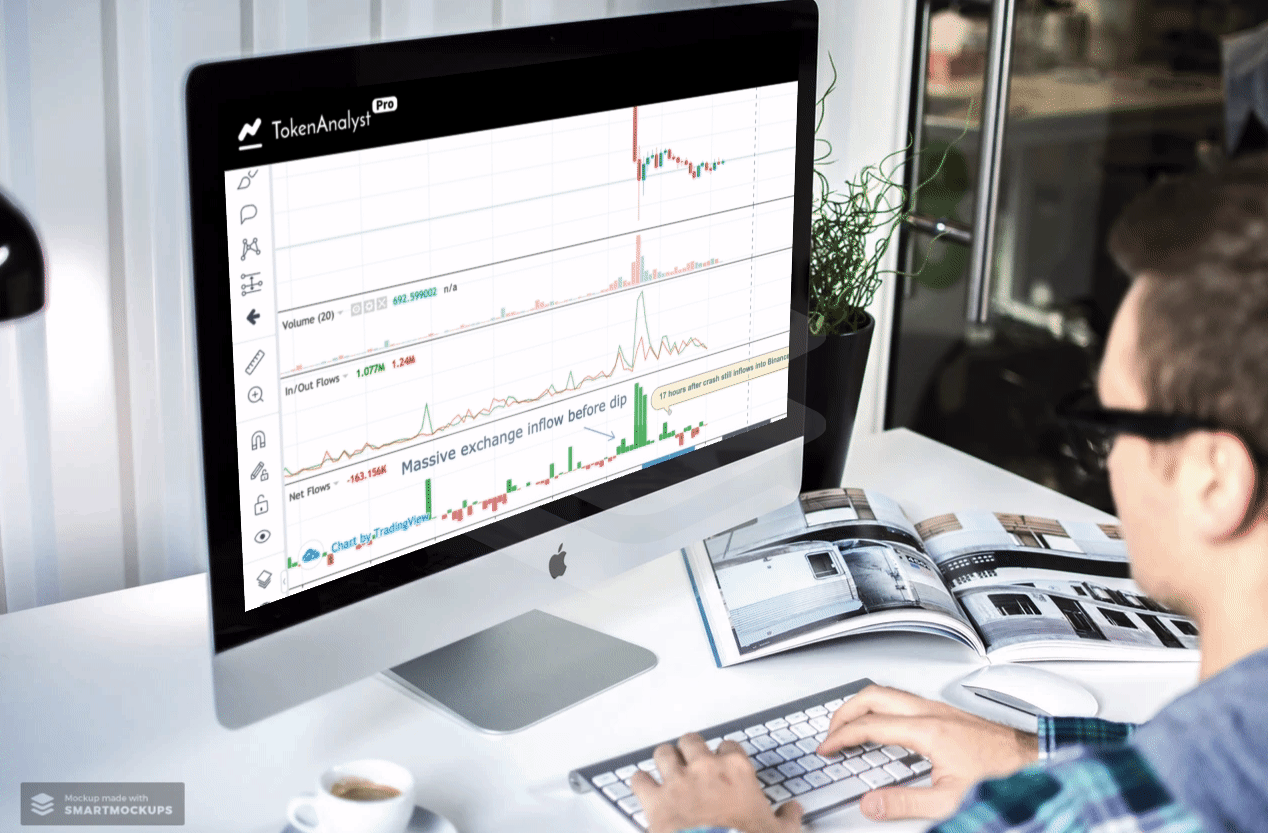 TokenAnalyst Pro
Volume (20) 692.599002 n/a
In/Out Flows 1.077M 1.24M
17 hours after crash still inflows into Binance
Massive exchange inflow before dip
Net Flows -163.156K
Chart by TradingView
Mockup made with
SMARTMOCKUPS